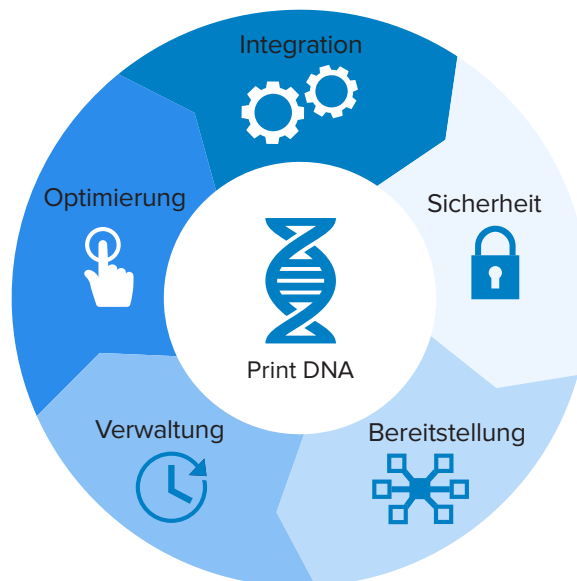 Integration
Sicherheit
Bereitstellung
Verwaltung
Optimierung
Print DNA